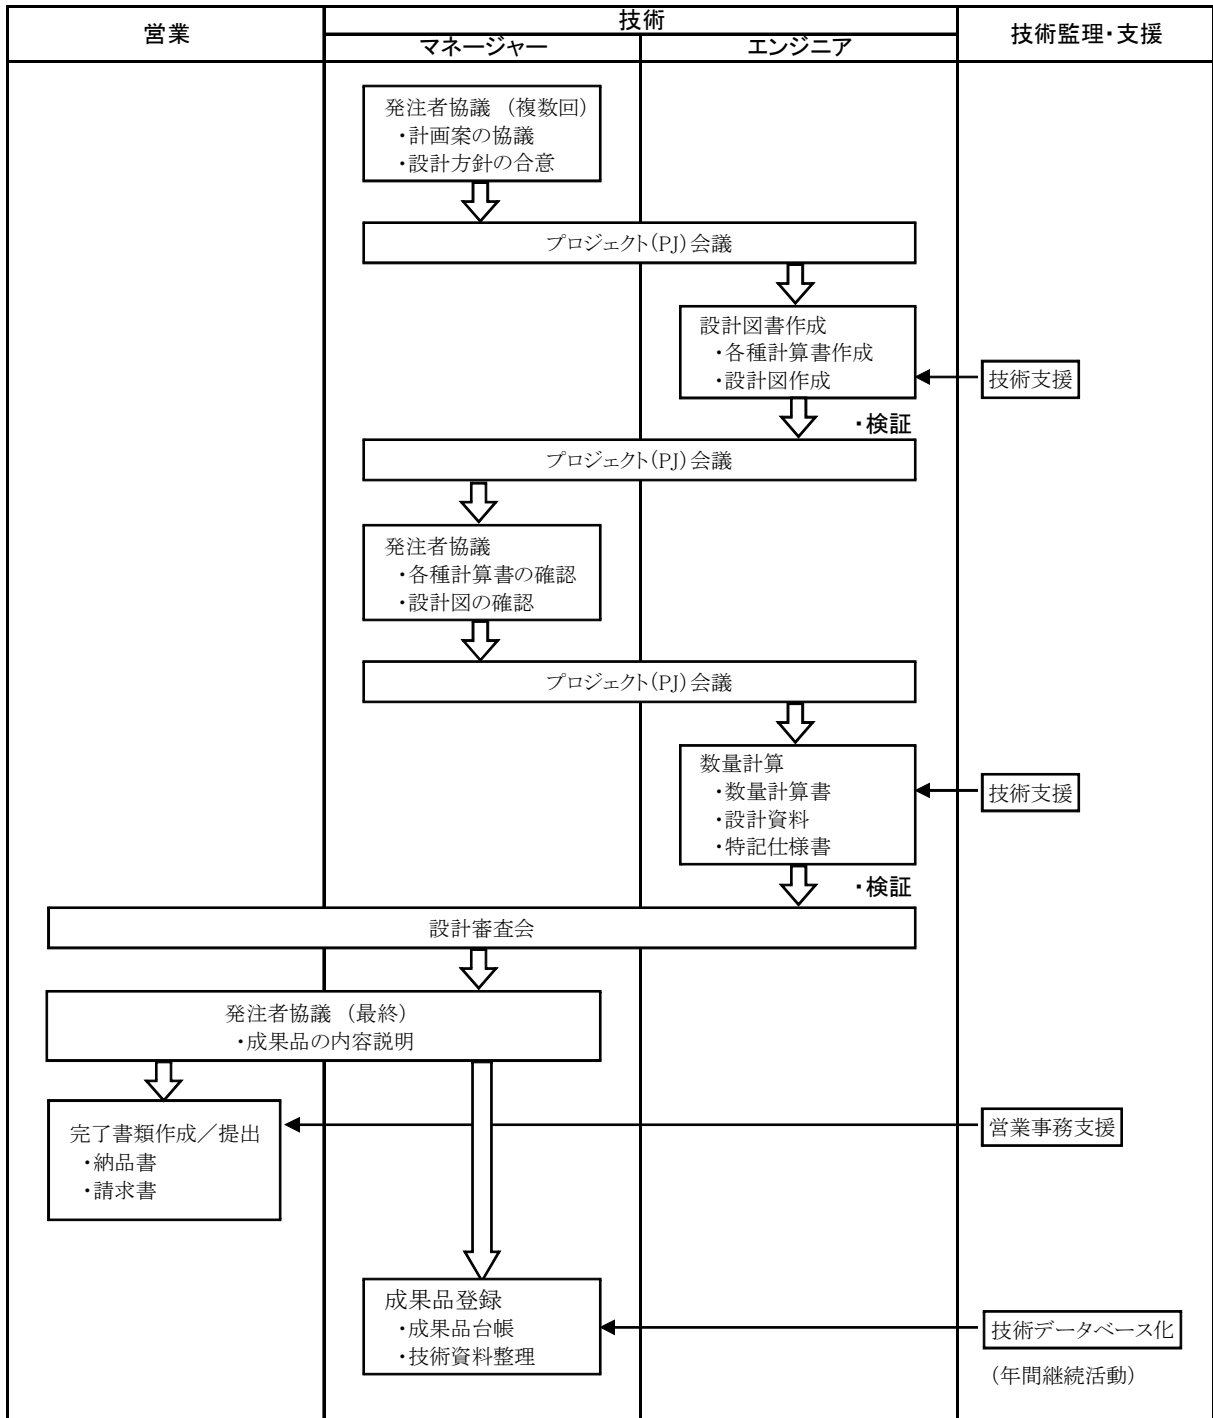 営業
技術
マネージャー
エンジニア
技術監理・支援
発注者協議 (複数回)
・計画案の協議
・設計方針の合意
プロジェクト(PJ)会議
設計図書作成
・各種計算書作成
・設計図作成
技術支援
・検証
プロジェクト(PJ)会議
発注者協議
・各種計算書の確認
・設計図の確認
プロジェクト(PJ)会議
数量計算
・数量計算書
・設計資料
・特記仕様書
技術支援
・検証
設計審査会
発注者協議 (最終)
・成果品の内容説明
完了書類作成／提出
・納品書
・請求書
営業事務支援
成果品登録
・成果品台帳
・技術資料整理
技術データベース化
(年間継続活動)